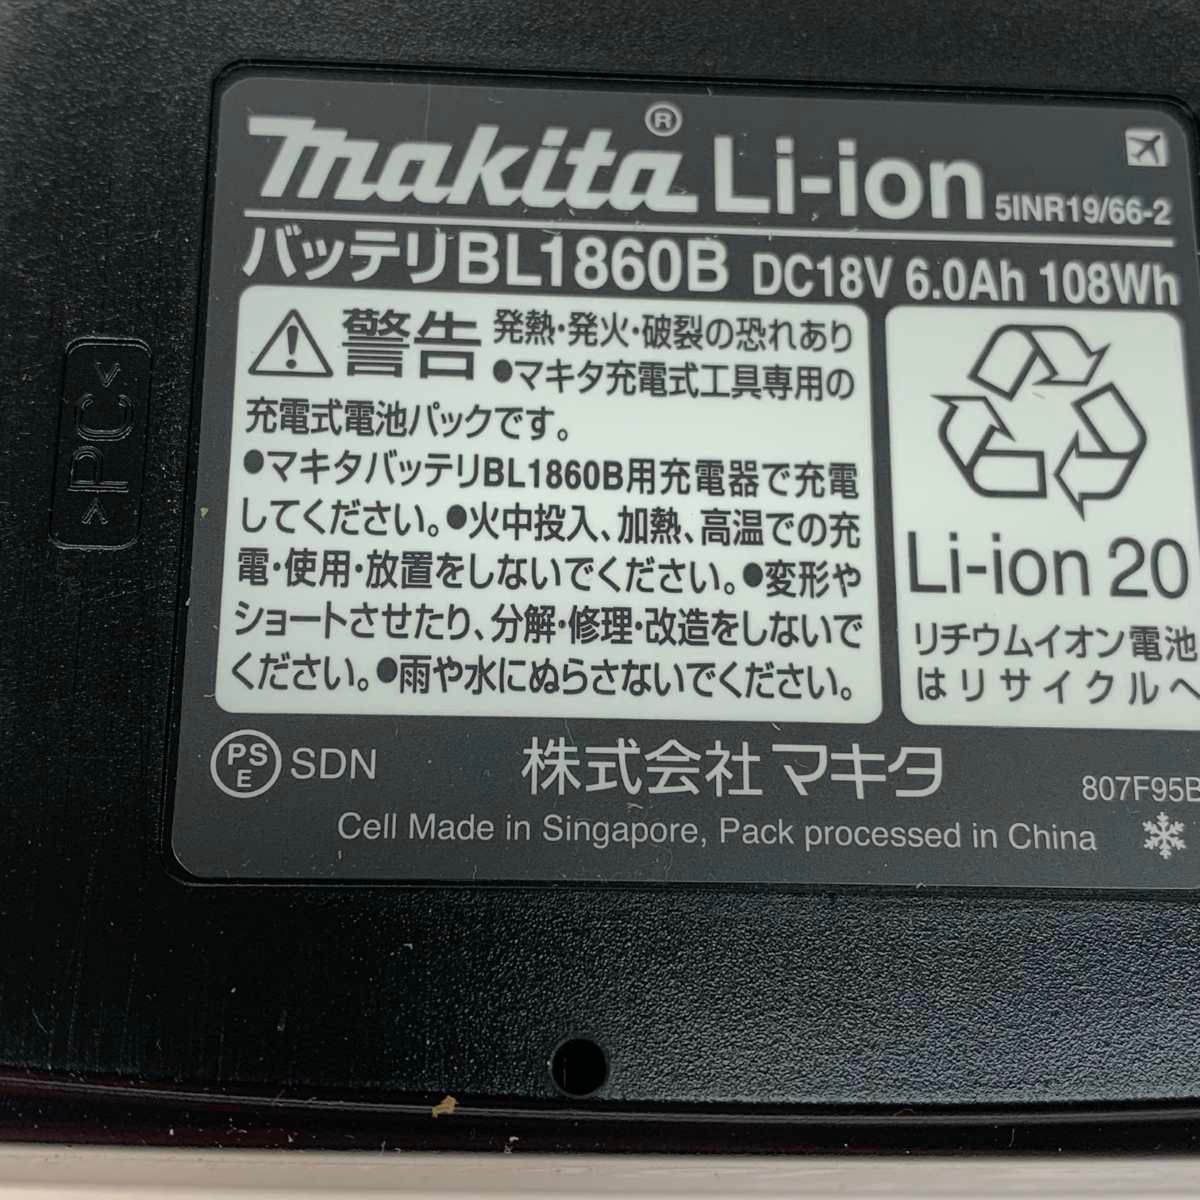 makita® Li-ion 5INR19/66-2
バッテリBL1860B DC18V 6.0Ah 108Wh
警告 発熱・発火・破裂の恐れあり
●マキタ充電式工具専用の
充電式電池パックです。
●マキタバッテリBL1860B用充電器で充電
してください。●火中投入、加熱、高温での充
電・使用・放置をしないでください。●変形や
ショートさせたり、分解・修理・改造をしないで
ください。●雨や水にぬらさないでください。
Li-ion 20
リチウムイオン電池
はリサイクルへ
PS
E
SDN
株式会社マキタ
807F95B
Cell Made in Singapore, Pack processed in China
>PC<